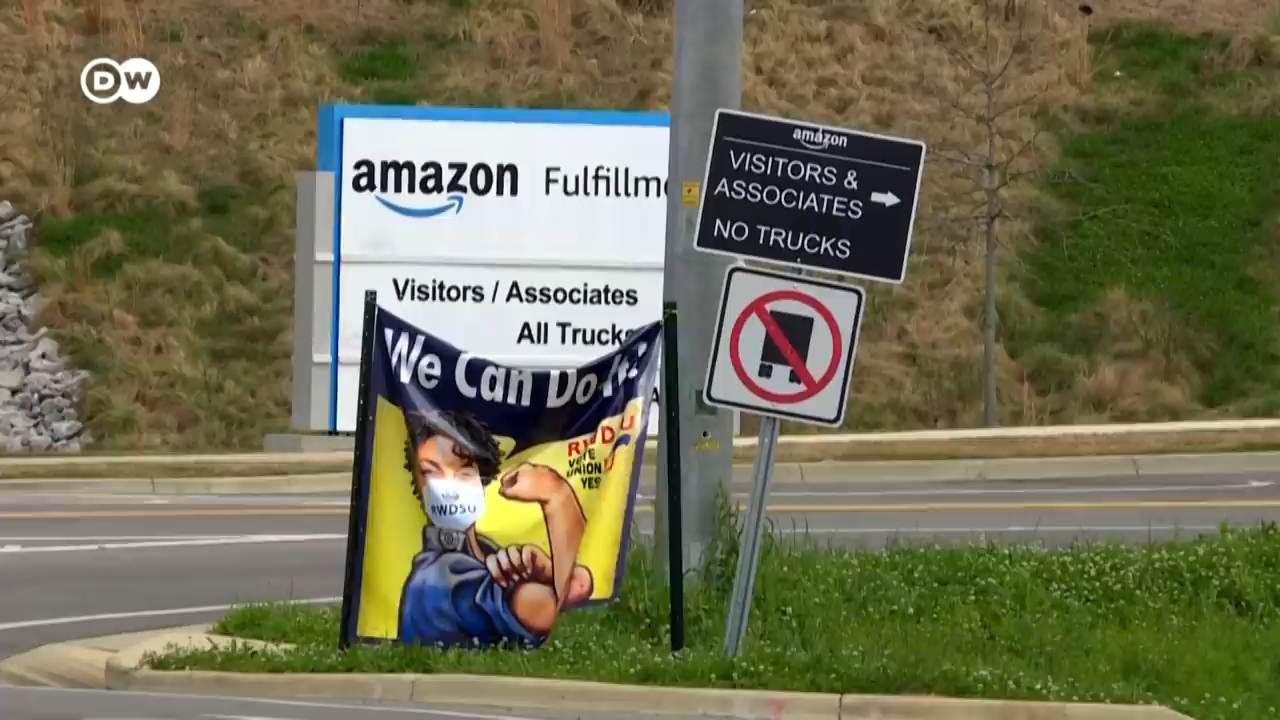 DW
amazon Fulfillm
Visitors / Associates
All Trucks
amazon
VISITORS &
ASSOCIATES
NO TRUCKS
We Can Do It!
RWDSU
VOTE
UNION
YES
RWDSU